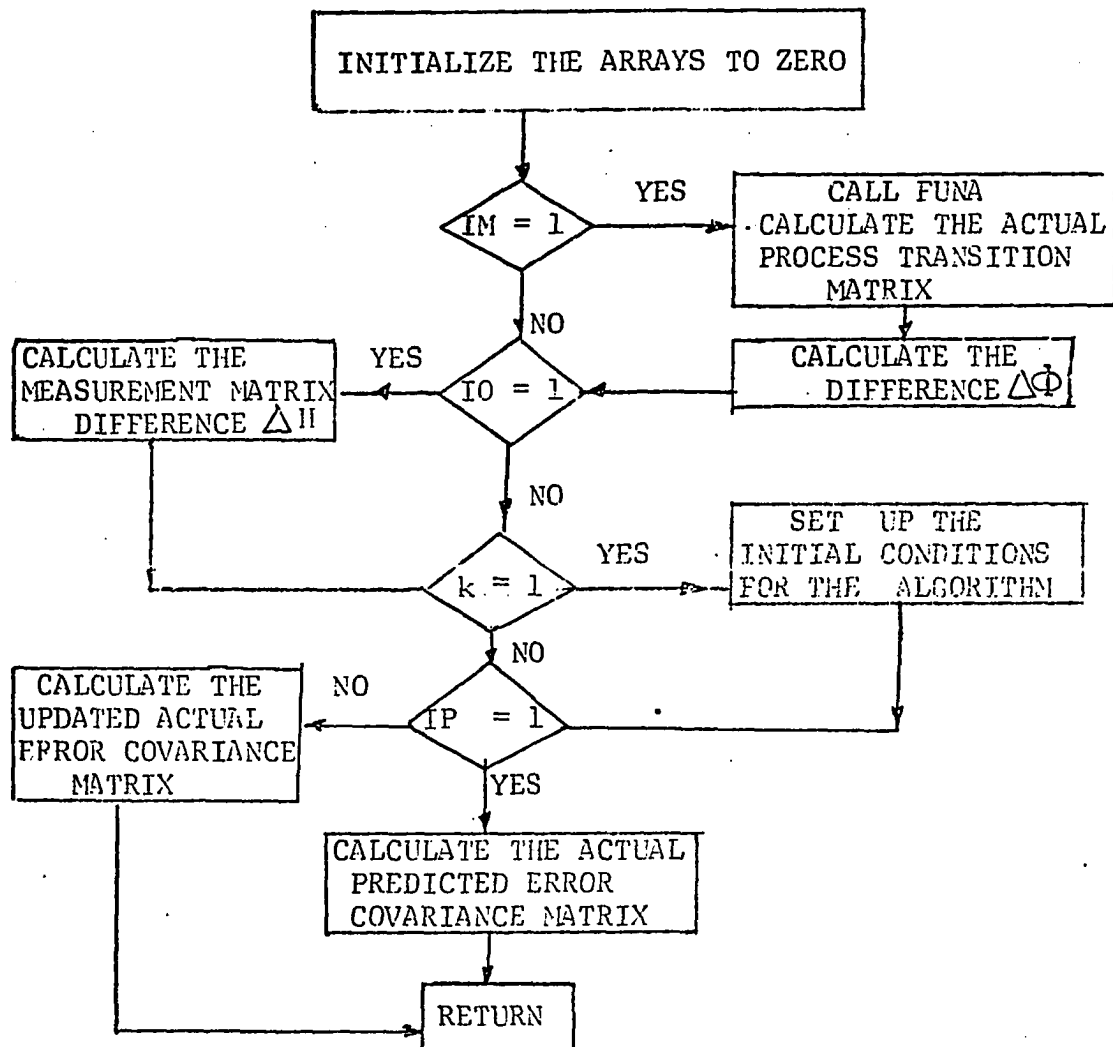 INITIALIZE THE ARRAYS TO ZERO
IM = 1
YES
CALL FUNA
CALCULATE THE ACTUAL
PROCESS TRANSITION
MATRIX
NO
CALCULATE THE
MEASUREMENT MATRIX
DIFFERENCE ΔH
YES
IO = 1
CALCULATE THE
DIFFERENCE ΔΦ
NO
k = 1
YES
SET UP THE
INITIAL CONDITIONS
FOR THE ALGORITHM
NO
CALCULATE THE
UPDATED ACTUAL
ERROR COVARIANCE
MATRIX
NO
IP = 1
YES
CALCULATE THE ACTUAL
PREDICTED ERROR
COVARIANCE MATRIX
RETURN